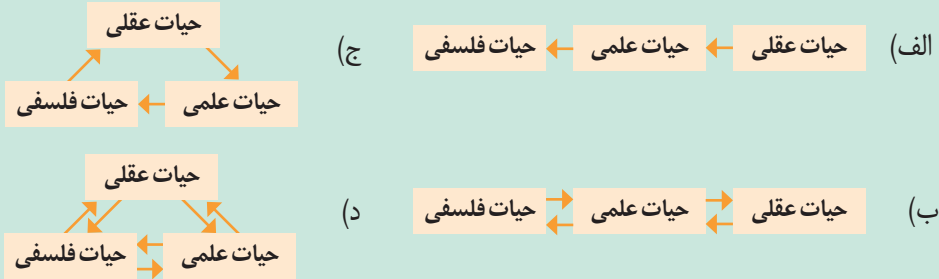 الف) حیات عقلی حیات علمی حیات فلسفی
ج) حیات عقلی
حیات علمی حیات فلسفی
ب) حیات عقلی حیات علمی حیات فلسفی
د) حیات عقلی
حیات علمی حیات فلسفی